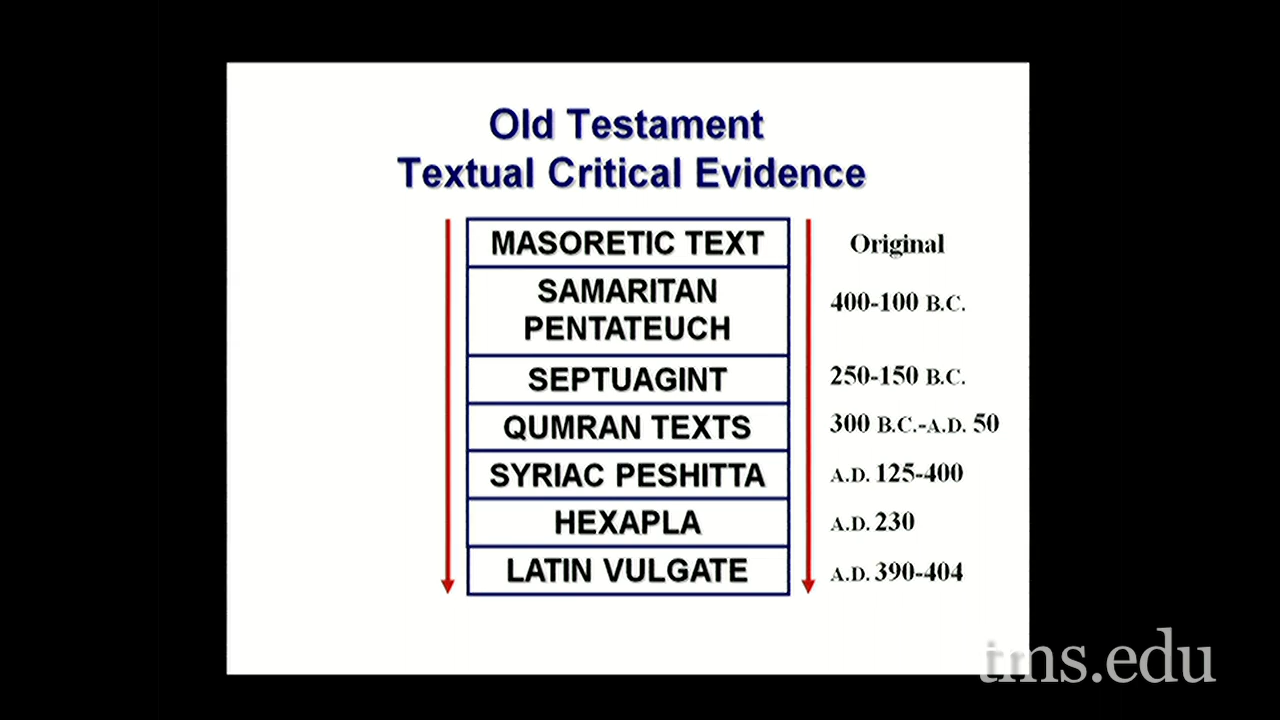 Old Testament
Textual Critical Evidence
MASORETIC TEXT Original
SAMARITAN
PENTATEUCH 400-100 B.C.
SEPTUAGINT 250-150 B.C.
QUMRAN TEXTS 300 B.C.-A.D. 50
SYRIAC PESHITTA A.D. 125-400
HEXAPLA A.D. 230
LATIN VULGATE A.D. 390-404
tms.edu